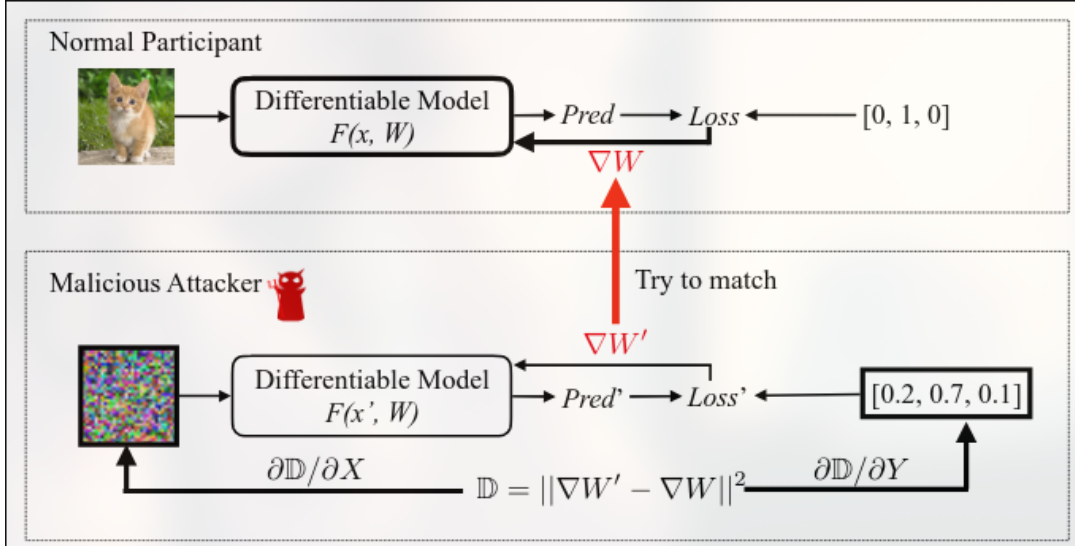 Normal Participant
Differentiable Model
F(x, W)
Pred
Loss
[0, 1, 0]
∇W
Malicious Attacker
Try to match
∇W′
Differentiable Model
F(x’, W)
Pred’
Loss’
[0.2, 0.7, 0.1]
∂𝔻/∂X
𝔻 = ||∇W′ − ∇W||²
∂𝔻/∂Y